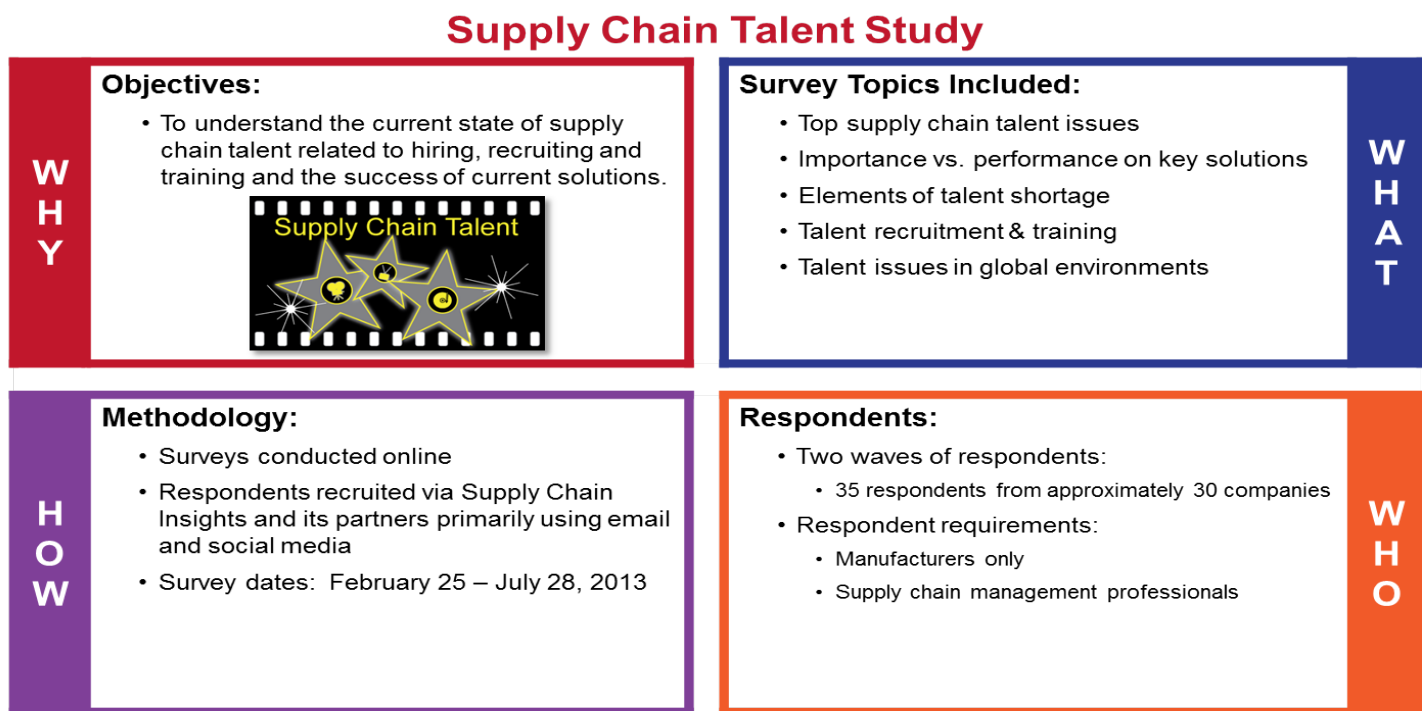 Supply Chain Talent Study
WHY
Objectives:
• To understand the current state of supply
chain talent related to hiring, recruiting and
training and the success of current solutions.
Supply Chain Talent
Survey Topics Included:
• Top supply chain talent issues
• Importance vs. performance on key solutions
• Elements of talent shortage
• Talent recruitment & training
• Talent issues in global environments
WHAT
HOW
Methodology:
• Surveys conducted online
• Respondents recruited via Supply Chain
Insights and its partners primarily using email
and social media
• Survey dates: February 25 – July 28, 2013
Respondents:
• Two waves of respondents:
• 35 respondents from approximately 30 companies
• Respondent requirements:
• Manufacturers only
• Supply chain management professionals
WHO